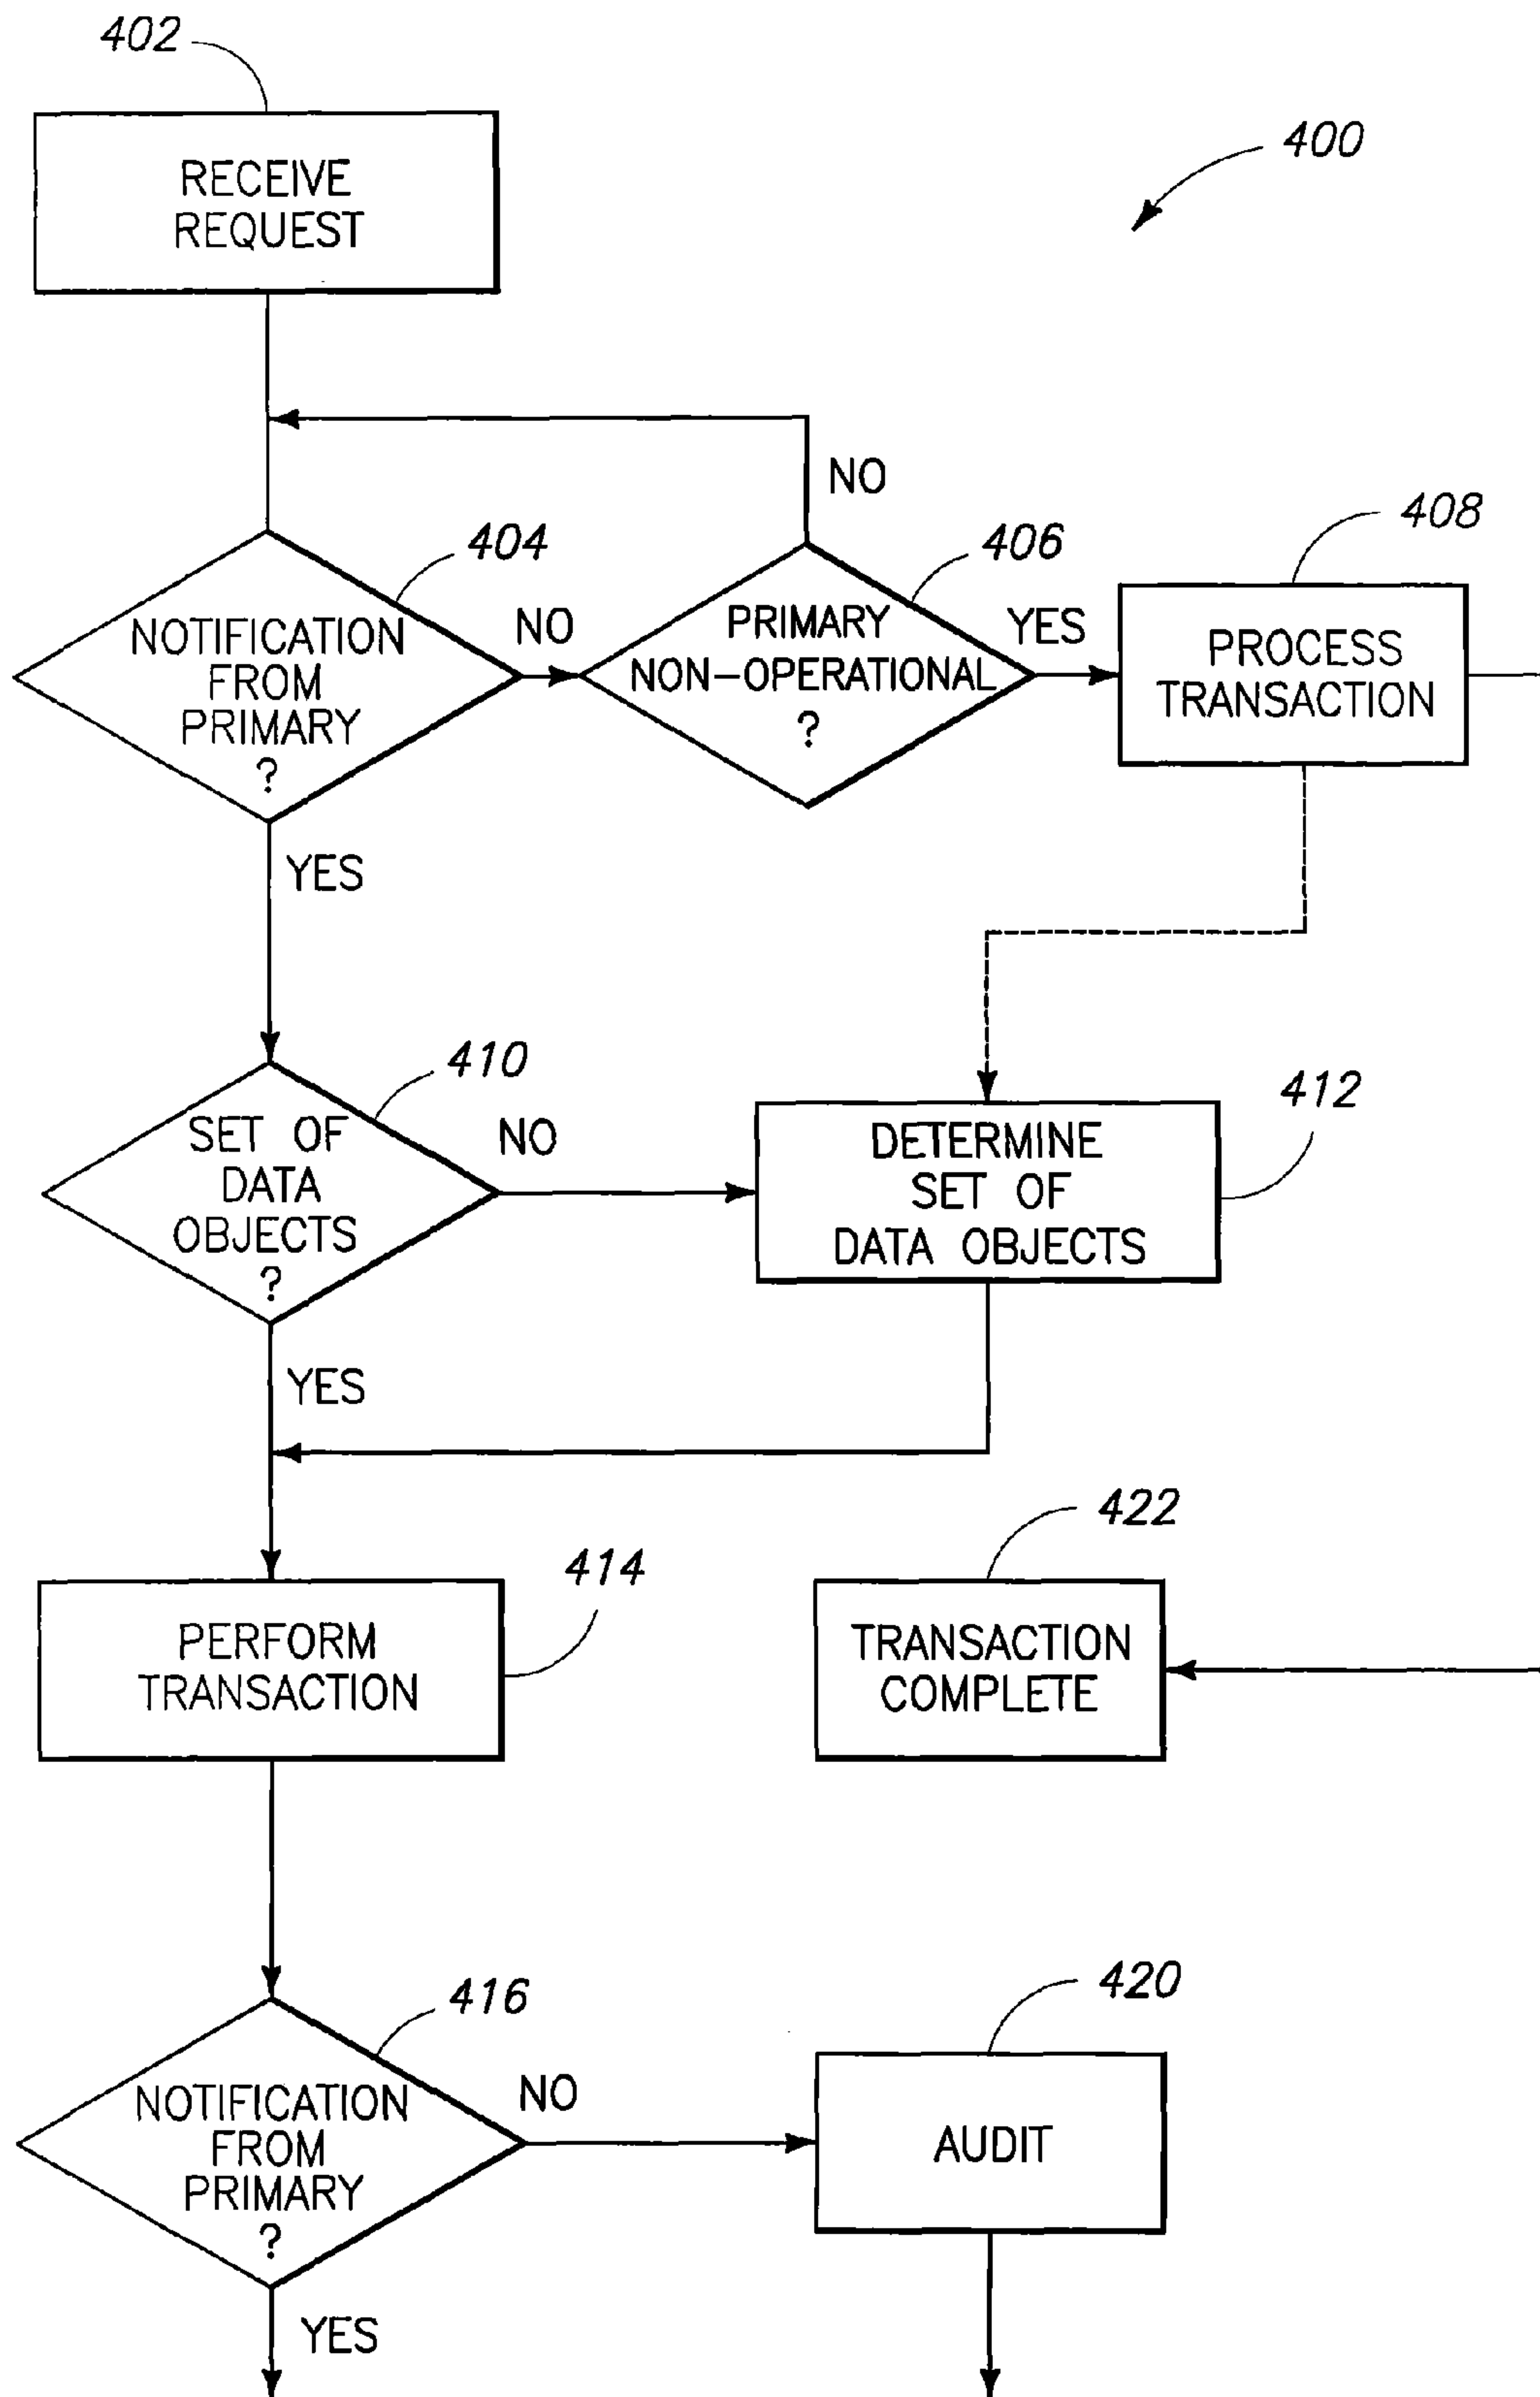 402
RECEIVE
REQUEST
400
NO
404
NOTIFICATION
FROM
PRIMARY
?
NO
406
PRIMARY
NON-OPERATIONAL
?
YES
408
PROCESS
TRANSACTION
YES
410
SET OF
DATA
OBJECTS
?
NO
412
DETERMINE
SET OF
DATA OBJECTS
YES
414
PERFORM
TRANSACTION
422
TRANSACTION
COMPLETE
416
NOTIFICATION
FROM
PRIMARY
?
NO
420
AUDIT
YES